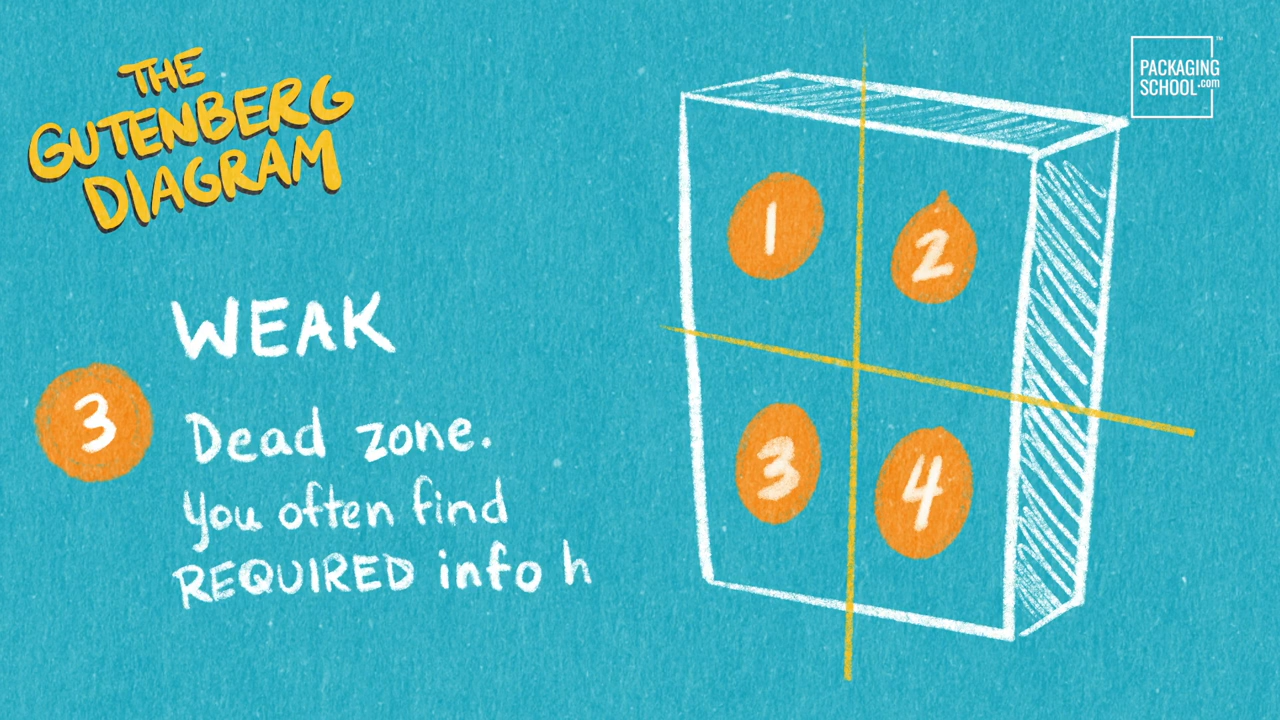 THE
GUTENBERG
DIAGRAM
PACKAGING
SCHOOL.com
TM
WEAK
3
Dead zone.
You often find
REQUIRED info h
1
2
3
4